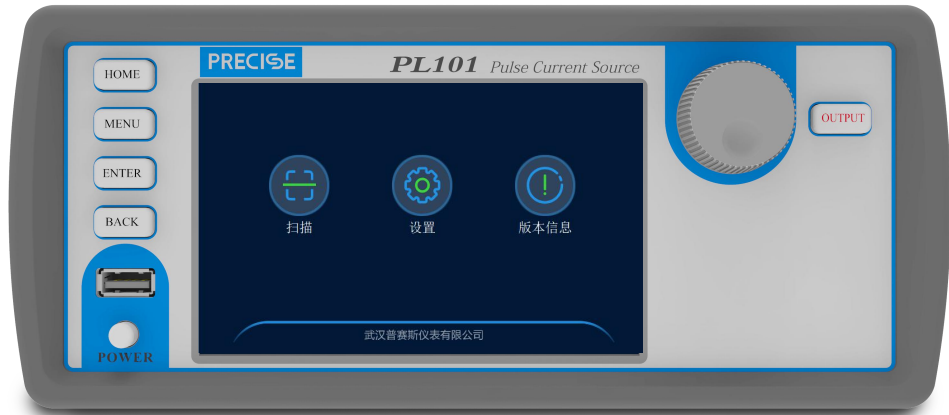 HOME
MENU
ENTER
BACK
POWER
PRECISE
PL101 Pulse Current Source
扫描
设置
版本信息
武汉普赛斯仪表有限公司
OUTPUT